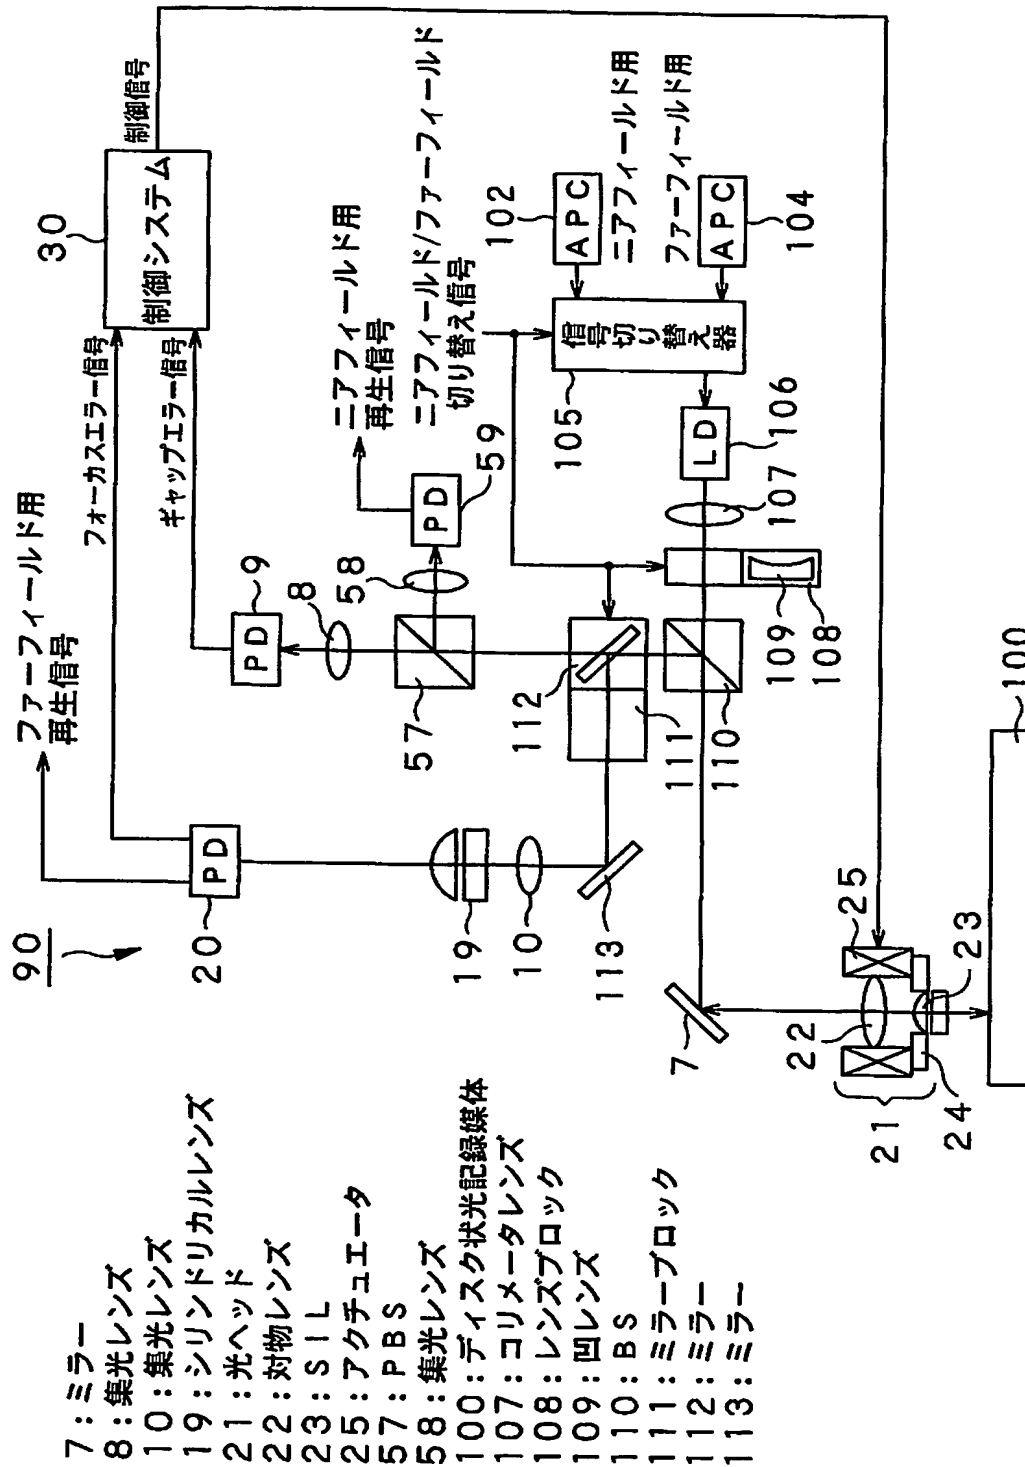 90
ファーフィールド用
再生信号
フォーカスエラー信号
ギャップエラー信号
30
制御システム
制御信号
20
PD
9
PD
8
ニアフィールド用
再生信号
ニアフィールド/ファーフィールド
切り替え信号
58
PD
59
57
19
10
113
112
111
110
105
信号切り替え器
102
APC
ニアフィールド用
ファーフィールド用
APC
104
LD
106
107
109
108
7
22
25
23
24
21
100
7:ミラー
8:集光レンズ
10:集光レンズ
19:シリンドリカルレンズ
21:光ヘッド
22:対物レンズ
23:SIL
25:アクチュエータ
57:PBS
58:集光レンズ
100:ディスク状光記録媒体
107:コリメータレンズ
108:レンズブロック
109:凹レンズ
110:BS
111:ミラーブロック
112:ミラー
113:ミラー